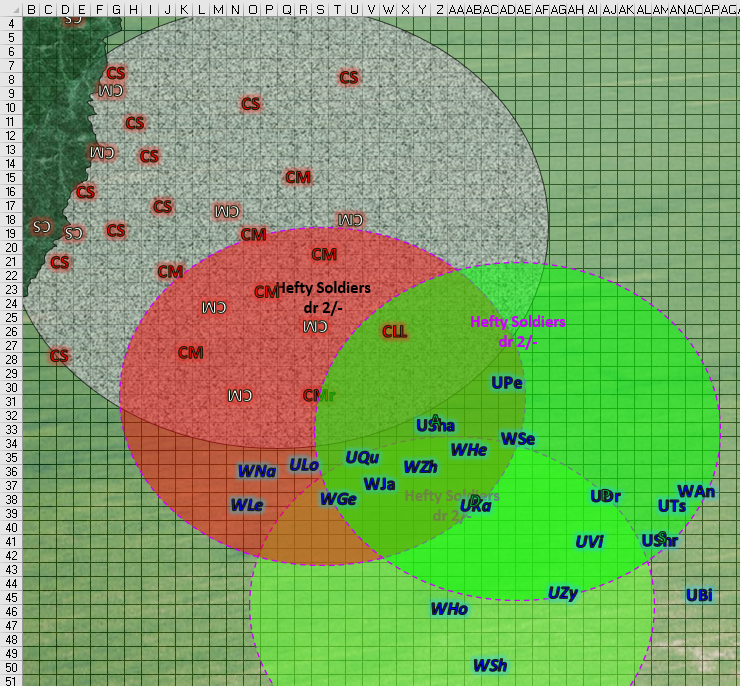 B C D E F G H I J K L M N O P Q R S T U V W X Y Z AA AB AC AD AE AF AG AH AI AJ AK AL AM AN AO AP
4 CS
5
6
7 CS CS
8
9 CM CS
10
11 CS
12
13 CM CS
14
15 CM
16 CS
17 CS CM
18 CS CS CM
19 CS CM
20 CM
21 CS CM
22
23 CM Hefty Soldiers
24 CM dr 2/-
25 CM Hefty Soldiers
26 CLL dr 2/-
27 CS CM
28
29
30 CM CMr UPe
31
32 USha
33 WSe
34 WHe
35 WNa ULo UQu WZh
36
37 WJa WAn
38 WLe WGe Hefty Soldiers UKa UDr UTs
39 dr 2/-
40 UVi UShr
41
42
43
44 UZy UBi
45
46 WHo
47
48
49
50 WSh
51